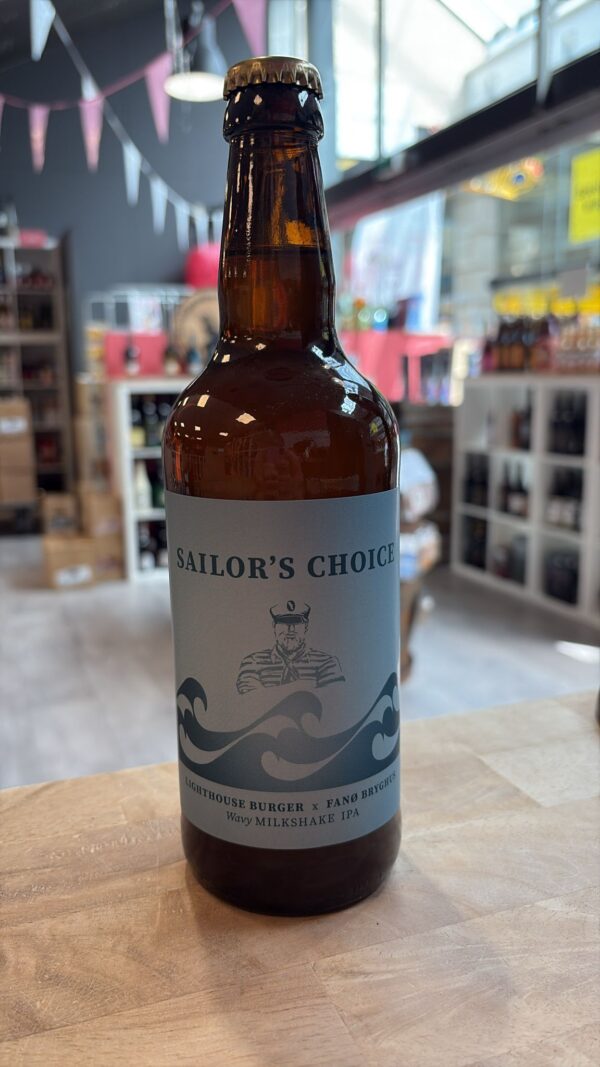 SAILOR'S CHOICE
LIGHTHOUSE BURGER x FANØ BRYGHUS
Wavy MILKSHAKE IPA